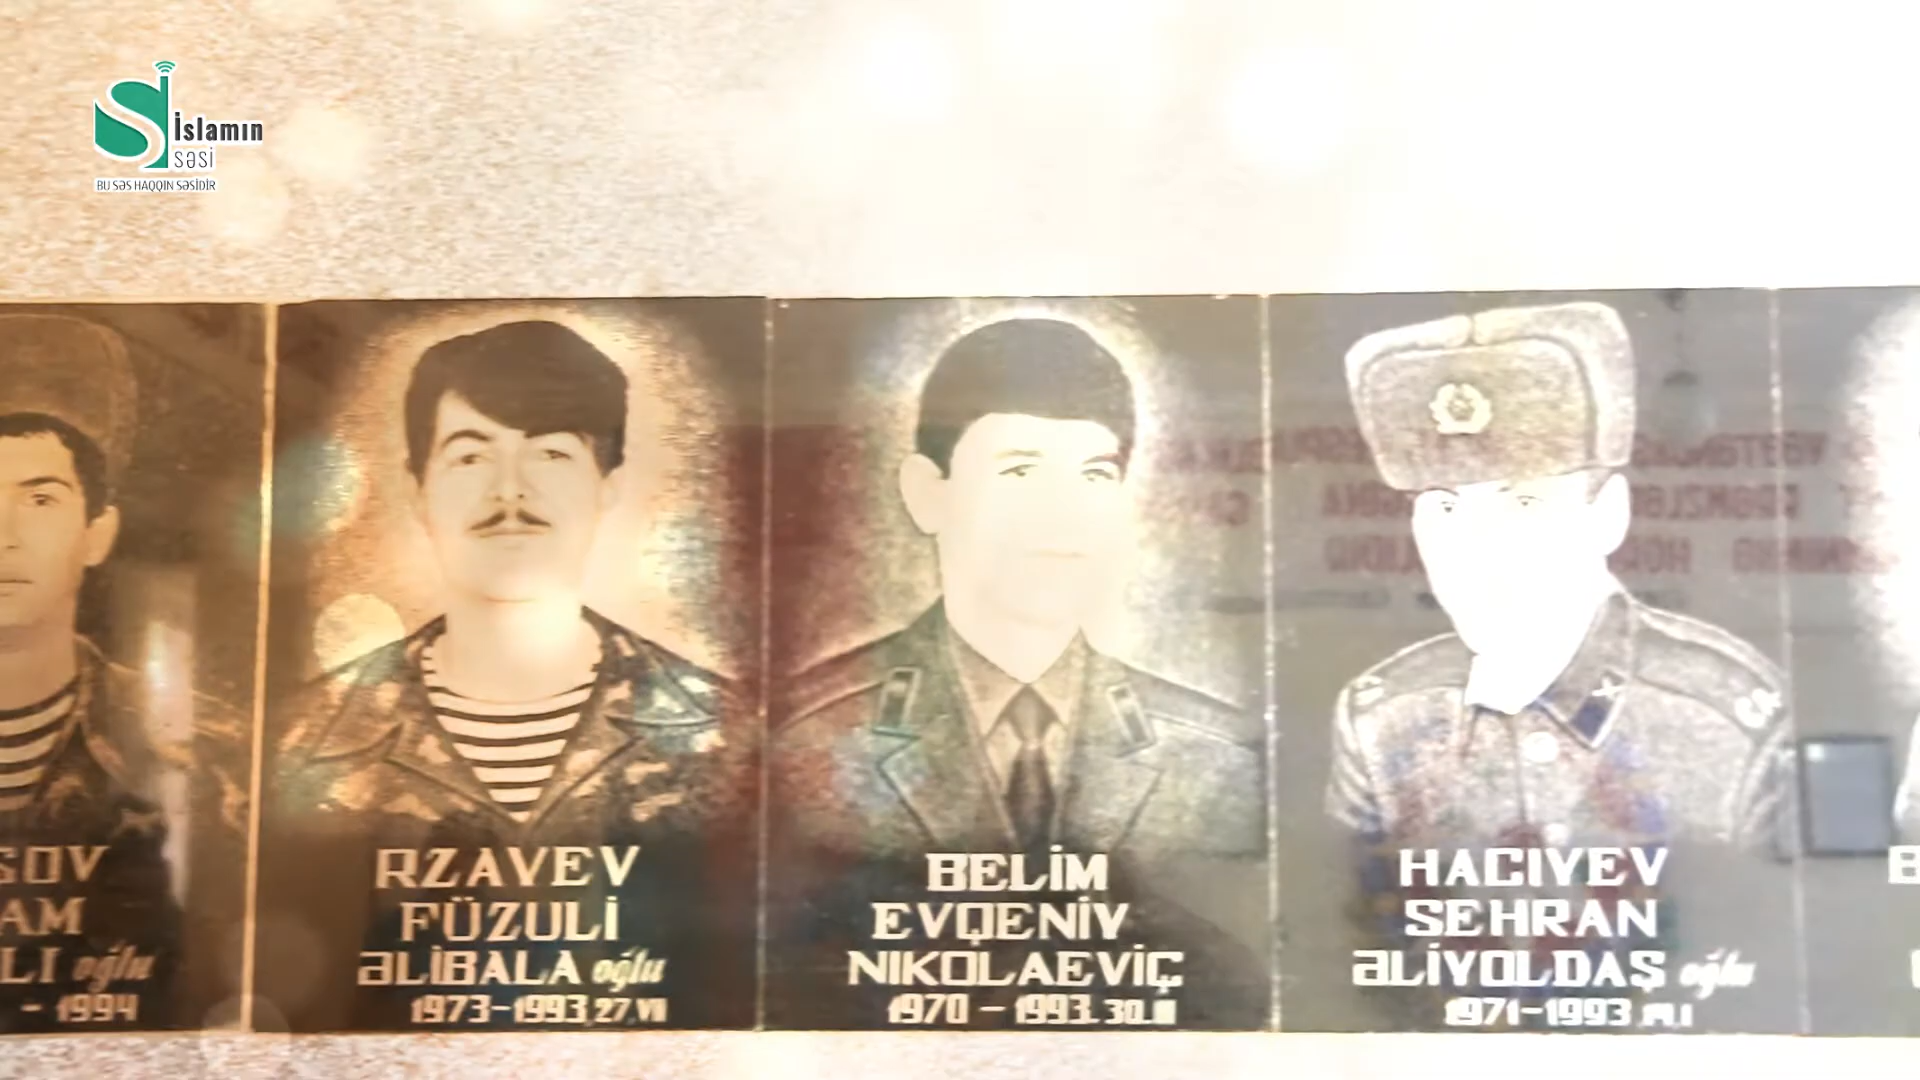 İslamın
səsi
BU SƏS HAQQIN SƏSİDİR
SOV
AM
LI oğlu
- 1994
RZAYEV
FÜZULİ
ƏLİBALA oğlu
1973-1993.27.VII
BELİM
EVQENİY
NIKOLAEVİÇ
1970 - 1993.30.III
HACIYEV
SEHRAN
ƏLİYOLDAŞ oğlu
1971-1993
B